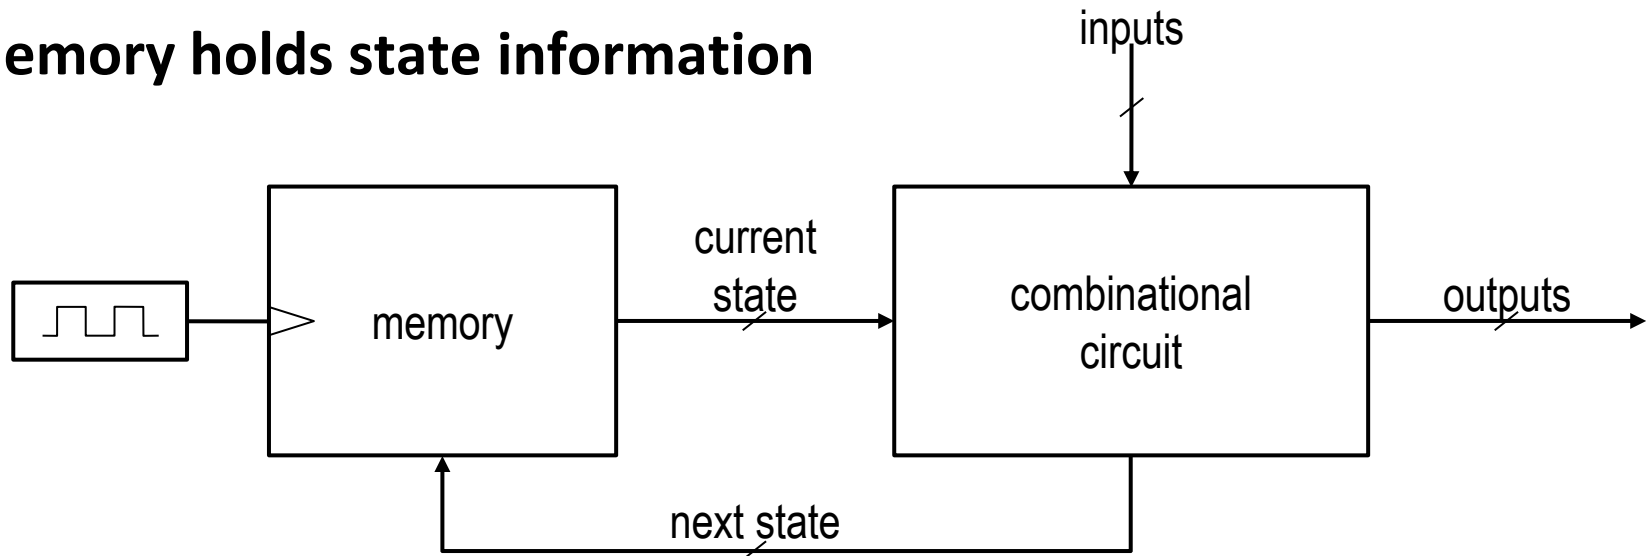 emory holds state information
inputs
current
state
memory
combinational
circuit
outputs
next state